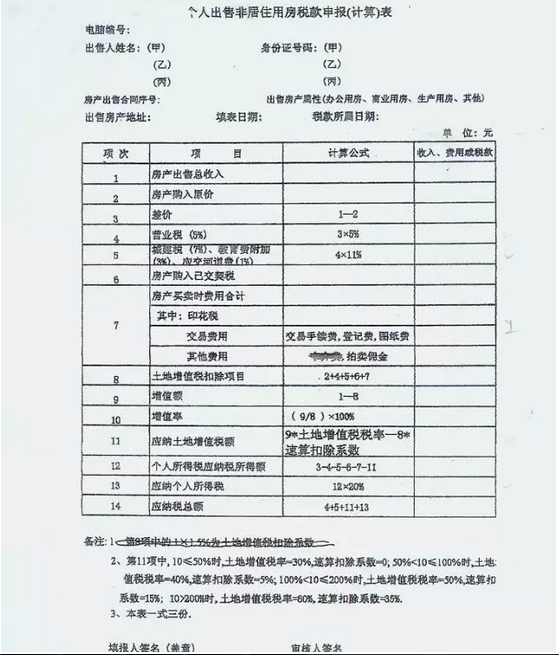 个人出售非居住用房税款申报(计算)表
电脑编号:
出售人姓名:(甲) 身份证号码:(甲)
(乙) (乙)
(丙) (丙)
房产出售合同序号: 出售房产属性(办公用房、商业用房、生产用房、其他)
出售房产地址: 填表日期: 税款所属日期:
单 位:元
项 次 项 目 计算公式 收入、费用或税款
1 房产出售总收入
2 房产购入原价
3 差价 1—2
4 营业税(5%) 3×5%
5 城建税(7%)、教育费附加(3%)、应交河道费(1%) 4×11%
6 房产购入已交契税
7 房产买卖时费用合计
其中:印花税
交易费用 交易手续费,登记费,图纸费
其他费用 拍卖佣金
8 土地增值税扣除项目 2+4+5+6+7
9 增值额 1—8
10 增值率 (9/8)×100%
11 应纳土地增值税额 9*土地增值税税率—8*速算扣除系数
12 个人所得税应纳税所得额 3-4-5-6-7-11
13 应纳个人所得税 12×20%
14 应纳税总额 4+5+11+13
备注:1、第8项中的1×1.5%为土地增值税扣除系数
2、第11项中,10≤50%时,土地增值税率=30%,速算扣除系数=0; 50%<10≤100%时,土地
值税税率=40%,速算扣除系数=5%; 100%<10≤200%时,土地增值税税率=50%,速算扣
系数=15%; 10>200%时,土地增值税税率=60%,速算扣除系数=35%.
3、本表一式三份.
填报人签名(盖章) 审核人签名